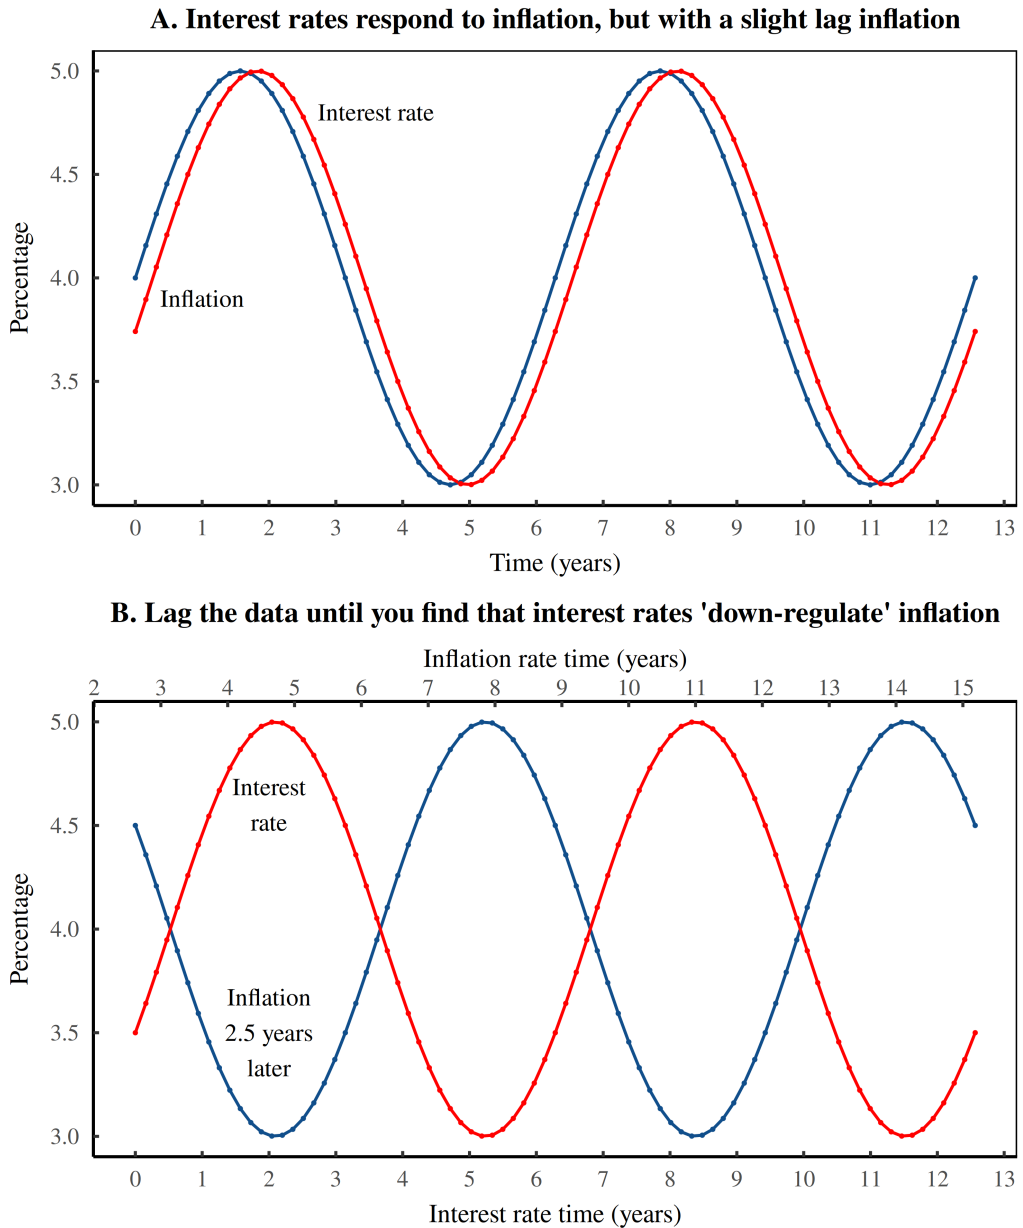 A. Interest rates respond to inflation, but with a slight lag inflation
5.0
4.5
4.0
3.5
3.0
Percentage
Interest rate
Inflation
0 1 2 3 4 5 6 7 8 9 10 11 12 13
Time (years)
B. Lag the data until you find that interest rates 'down-regulate' inflation
Inflation rate time (years)
2 3 4 5 6 7 8 9 10 11 12 13 14 15
5.0
4.5
4.0
3.5
3.0
Percentage
Interest
rate
Inflation
2.5 years
later
0 1 2 3 4 5 6 7 8 9 10 11 12 13
Interest rate time (years)